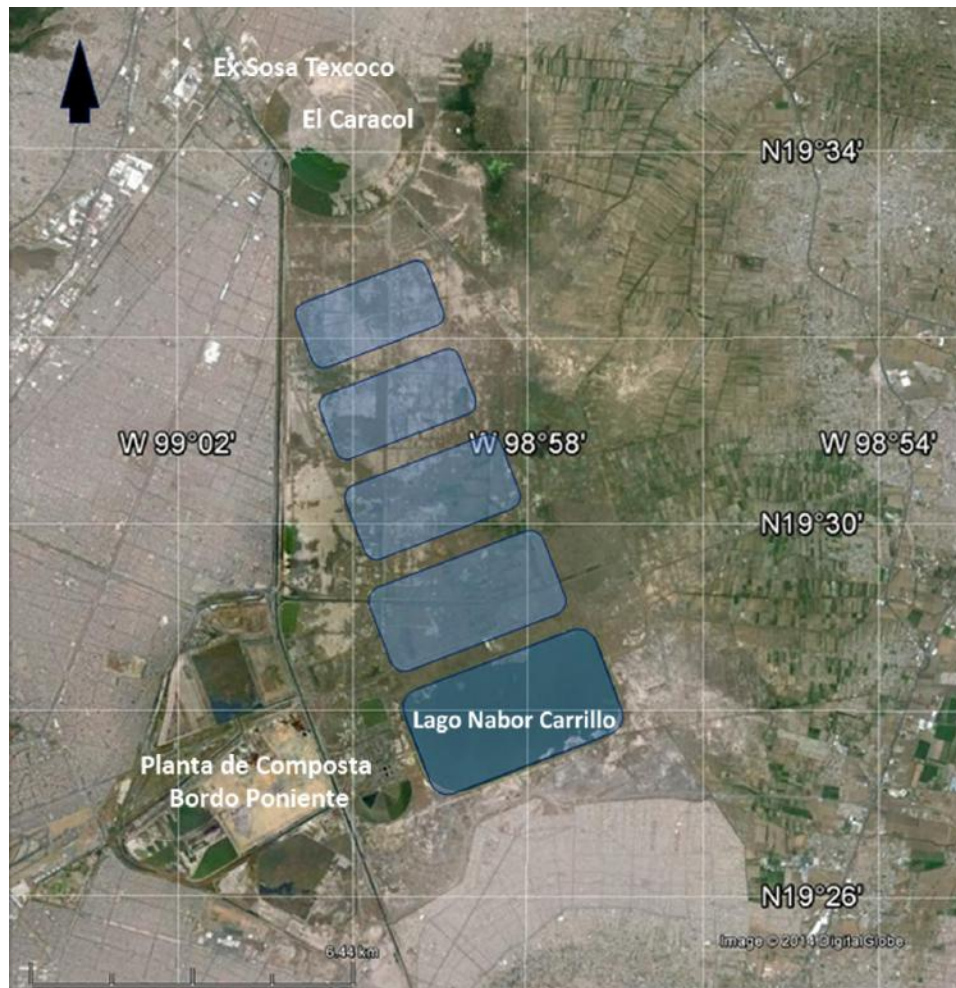 Ex Sosa Texcoco
El Caracol
N19°34'
W 99°02'
W 98°58'
W 98°54'
N19°30'
Lago Nabor Carrillo
Planta de Composta
Bordo Poniente
N19°26'
Image © 2014 DigitalGlobe
6.44 km